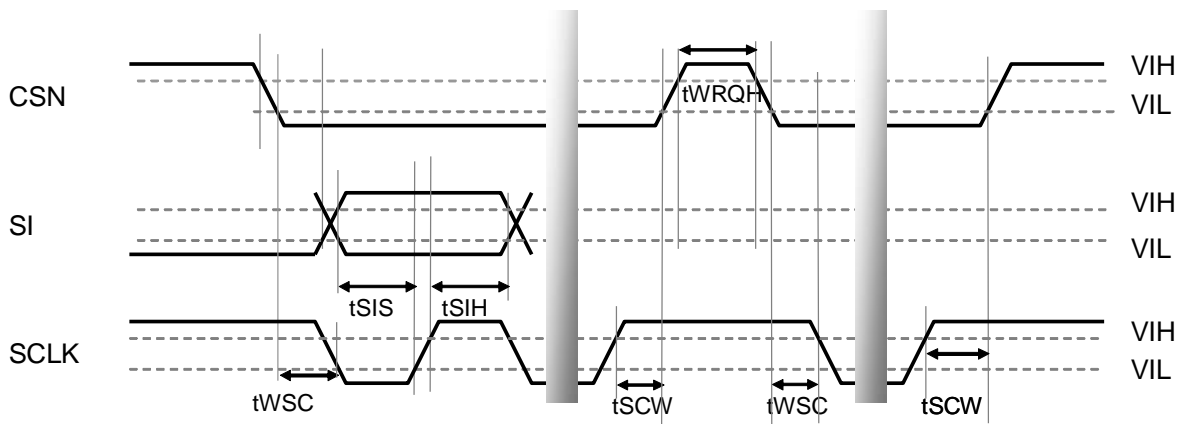 CSN
tWRQH
VIH
VIL
SI
VIH
VIL
tSIS
tSIH
SCLK
VIH
VIL
tWSC
tSCW
tWSC
tSCW